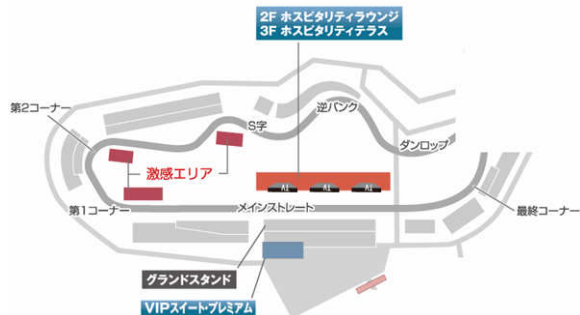 2F ホスピタリティラウンジ
3F ホスピタリティテラス
第2コーナー
S字
逆バンク
ダンロップ
激感エリア
第1コーナー
メインストレート
最終コーナー
グランドスタンド
VIPスイート・プレミアム